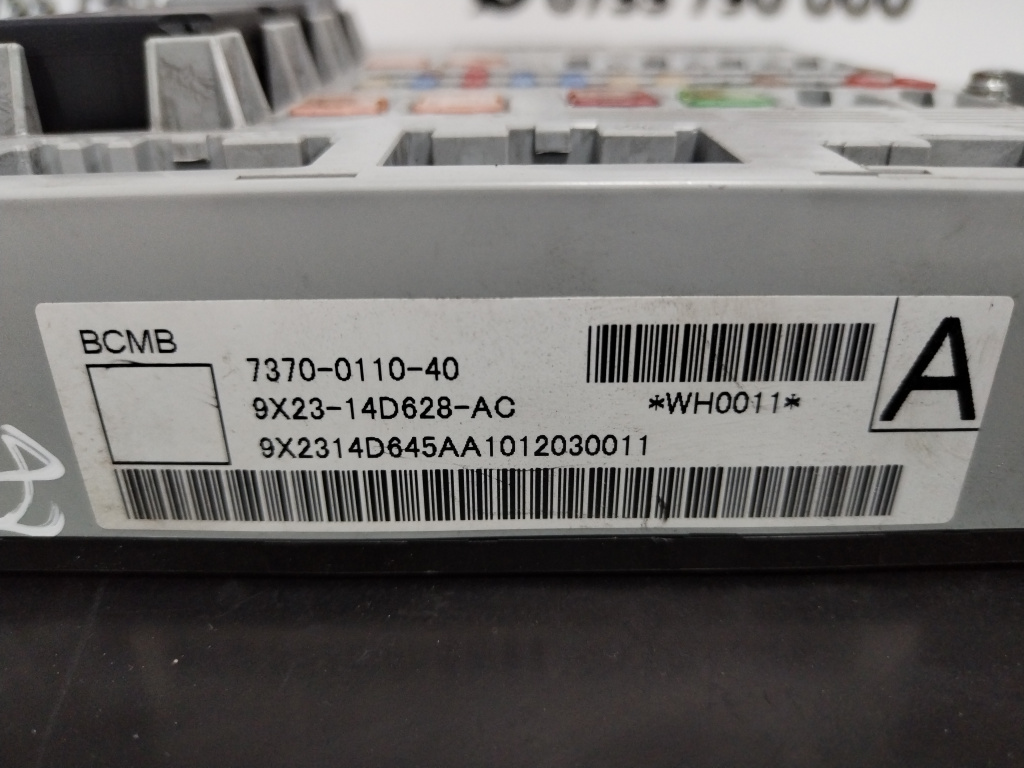 BCMB
7370-0110-40
9X23-14D628-AC
9X2314D645AA1012030011
*WH0011*
A